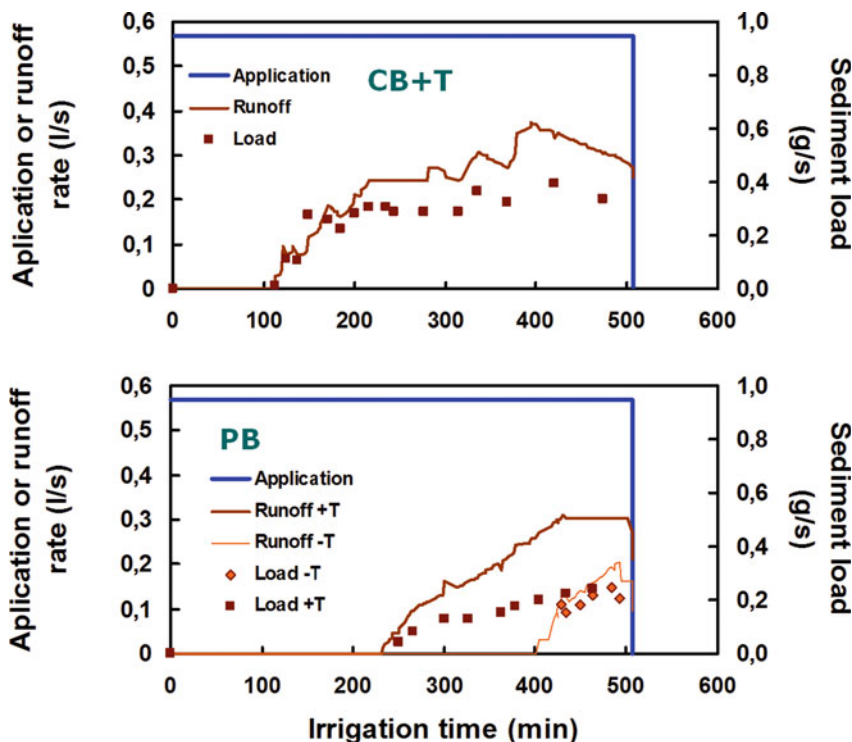 0,6
0,5
0,4
0,3
0,2
0,1
0
Aplication or runoff
rate (l/s)
Application
Runoff
Load
CB+T
1,0
0,8
0,6
0,4
0,2
0,0
Sediment load
(g/s)
0 100 200 300 400 500 600
0,6
0,5
0,4
0,3
0,2
0,1
0
Aplication or runoff
rate (l/s)
PB
Application
Runoff +T
Runoff -T
Load -T
Load +T
1,0
0,8
0,6
0,4
0,2
0,0
Sediment load
(g/s)
0 100 200 300 400 500 600
Irrigation time (min)